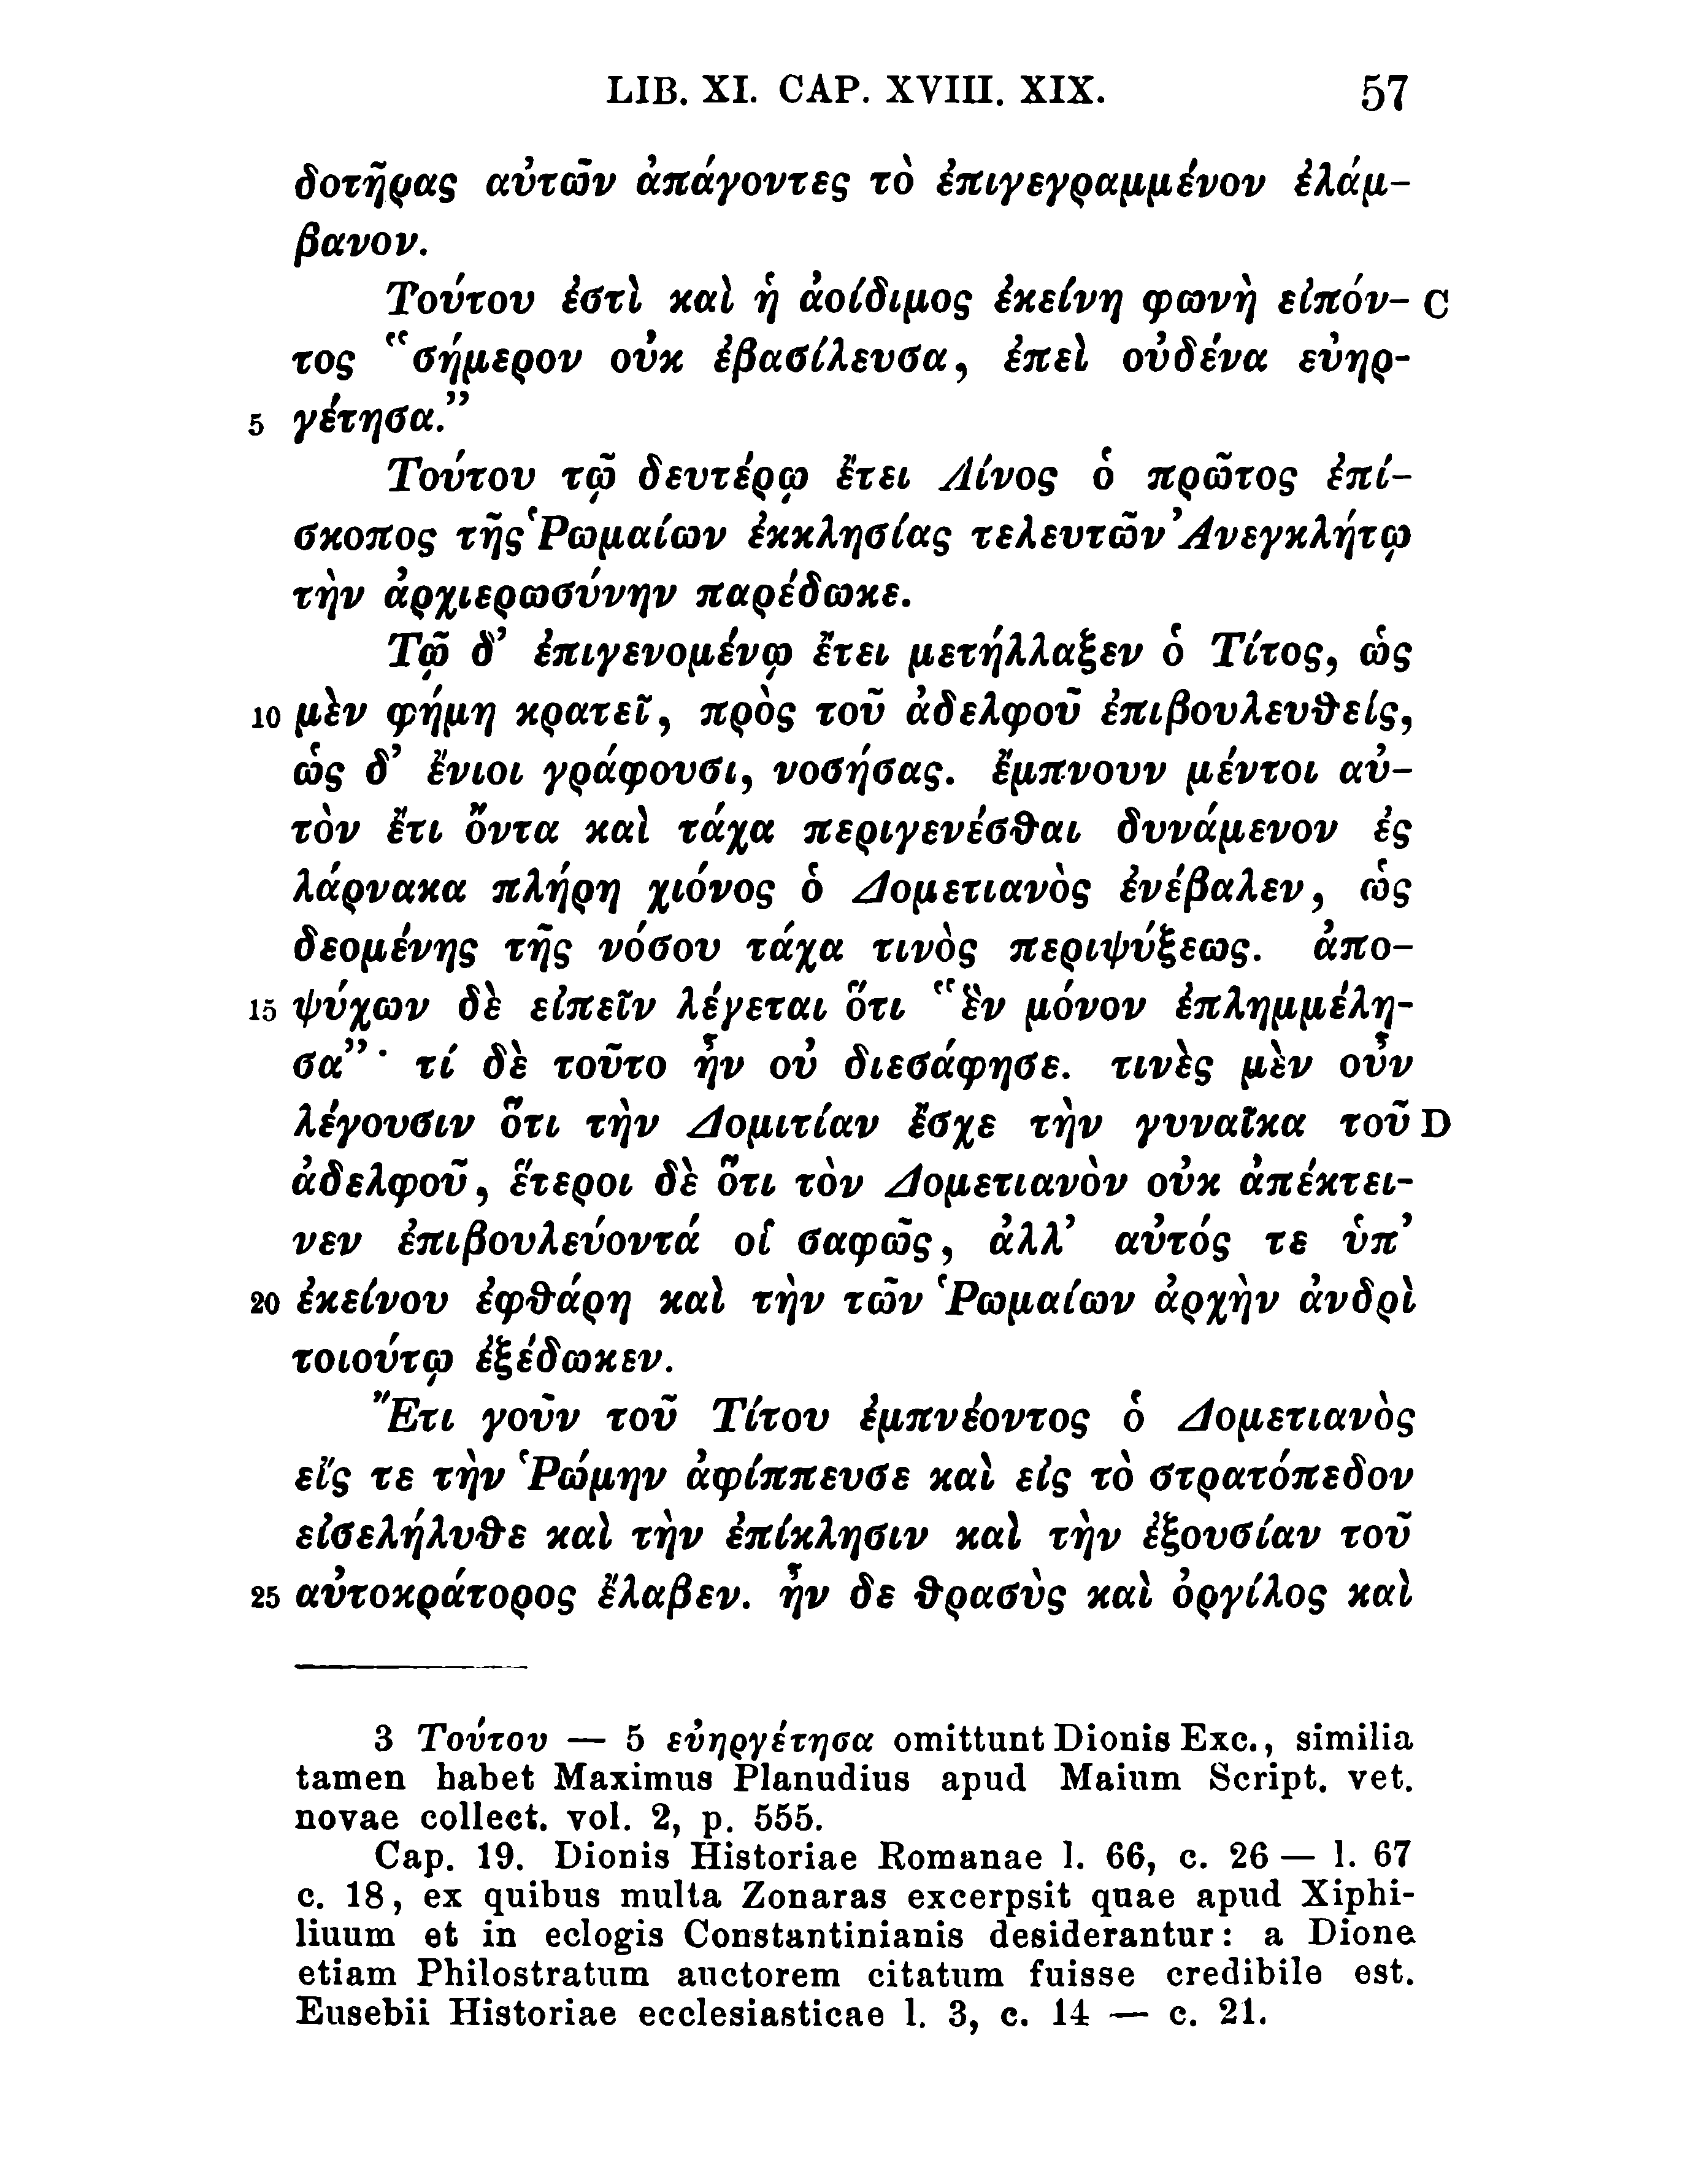 LIB. XI. CAP. XVIII. XIX. 57
δοτῆρας αὐτῶν ἀπάγοντες τὸ ἐπιγεγραμμένον ἐλάμ-
βανον.
Τούτου ἐστὶ καὶ ἡ ἀοίδιμος ἐκείνη φωνὴ εἰπόν- C
τος "σήμερον οὐκ ἐβασίλευσα, ἐπεὶ οὐδένα εὐηρ-
5 γέτησα."
Τούτου τῷ δευτέρῳ ἔτει Λίνος ὁ πρῶτος ἐπί-
σκοπος τῆς Ῥωμαίων ἐκκλησίας τελευτῶν Ἀνεγκλήτῳ
τὴν ἀρχιερωσύνην παρέδωκε.
Τῷ δ' ἐπιγενομένῳ ἔτει μετήλλαξεν ὁ Τίτος, ὡς
10 μὲν φήμη κρατεῖ, πρὸς τοῦ ἀδελφοῦ ἐπιβουλευθείς,
ὡς δ' ἔνιοι γράφουσι, νοσήσας. ἔμπνουν μέντοι αὐ-
τὸν ἔτι ὄντα καὶ τάχα περιγενέσθαι δυνάμενον ἐς
λάρνακα πλήρη χιόνος ὁ Δομετιανὸς ἐνέβαλεν, ὡς
δεομένης τῆς νόσου τάχα τινὸς περιψύξεως. ἀπο-
15 ψύχων δὲ εἰπεῖν λέγεται ὅτι "ἓν μόνον ἐπλημμέλη-
σα"· τί δὲ τοῦτο ἦν οὐ διεσάφησε. τινὲς μὲν οὖν
λέγουσιν ὅτι τὴν Δομιτίαν ἔσχε τὴν γυναῖκα τοῦ D
ἀδελφοῦ, ἕτεροι δὲ ὅτι τὸν Δομετιανὸν οὐκ ἀπέκτει-
νεν ἐπιβουλεύοντά οἱ σαφῶς, ἀλλ' αὐτός τε ὑπ'
20 ἐκείνου ἐφθάρη καὶ τὴν τῶν Ῥωμαίων ἀρχὴν ἀνδρὶ
τοιούτῳ ἐξέδωκεν.
Ἔτι γοῦν τοῦ Τίτου ἐμπνέοντος ὁ Δομετιανὸς
εἴς τε τὴν Ῥώμην ἀφίππευσε καὶ εἰς τὸ στρατόπεδον
εἰσελήλυθε καὶ τὴν ἐπίκλησιν καὶ τὴν ἐξουσίαν τοῦ
25 αὐτοκράτορος ἔλαβεν. ἦν δε θρασὺς καὶ ὀργίλος καὶ
3 Τούτου — 5 εὐηργέτησα omittunt Dionis Exc., similia
tamen habet Maximus Planudius apud Maium Script. vet.
novae collect. vol. 2, p. 555.
Cap. 19. Dionis Historiae Romanae l. 66, c. 26 — l. 67
c. 18, ex quibus multa Zonaras excerpsit quae apud Xiphi-
liuum et in eclogis Constantinianis desiderantur: a Dione
etiam Philostratum auctorem citatum fuisse credibile est.
Eusebii Historiae ecclesiasticae l. 3, c. 14 — c. 21.